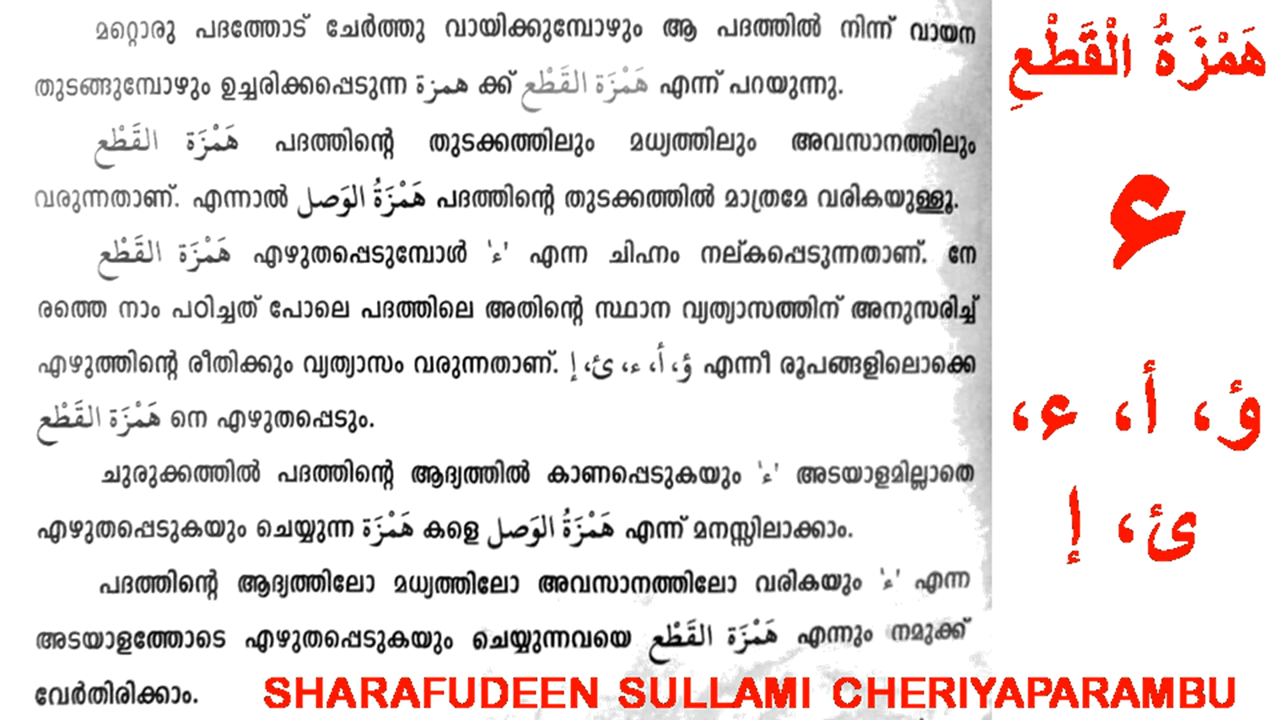 മറ്റൊരു പദത്തോട് ചേർത്തു വായിക്കുമ്പോഴും ആ പദത്തിൽ നിന്ന് വായന
തുടങ്ങുമ്പോഴും ഉച്ചരിക്കപ്പെടുന്ന همزة ക്ക് هَمْزَة القَطْع എന്ന് പറയുന്നു.
هَمْزَة القَطْع പദത്തിന്റെ തുടക്കത്തിലും മധ്യത്തിലും അവസാനത്തിലും
വരുന്നതാണ്. എന്നാൽ هَمْزَةُ الوَصل പദത്തിന്റെ തുടക്കത്തിൽ മാത്രമേ വരികയുള്ളൂ.
هَمْزَة القَطْع എഴുതപ്പെടുമ്പോൾ 'ء' എന്ന ചിഹ്നം നല്കപ്പെടുന്നതാണ്. നേ
രത്തെ നാം പഠിച്ചത് പോലെ പദത്തിലെ അതിന്റെ സ്ഥാന വ്യത്യാസത്തിന് അനുസരിച്ച്
എഴുത്തിന്റെ രീതിക്കും വ്യത്യാസം വരുന്നതാണ്. ؤ ،أ ،ء ،ئ ،إ എന്നീ രൂപങ്ങളിലൊക്കെ
هَمْزَة القَطْع നെ എഴുതപ്പെടും.
ചുരുക്കത്തിൽ പദത്തിന്റെ ആദ്യത്തിൽ കാണപ്പെടുകയും 'ء' അടയാളമില്ലാതെ
എഴുതപ്പെടുകയും ചെയ്യുന്ന هَمْزَة കളെ هَمْزَةُ الوَصل എന്ന് മനസ്സിലാക്കാം.
പദത്തിന്റെ ആദ്യത്തിലോ മധ്യത്തിലോ അവസാനത്തിലോ വരികയും 'ء' എന്ന
അടയാളത്തോടെ എഴുതപ്പെടുകയും ചെയ്യുന്നവയെ هَمْزَة القَطْع എന്നും നമുക്ക്
വേർതിരിക്കാം.
هَمْزَةُ الْقَطْعِ
ء
ؤ، أ، ء،
ئ، إ
SHARAFUDEEN SULLAMI CHERIYAPARAMBU